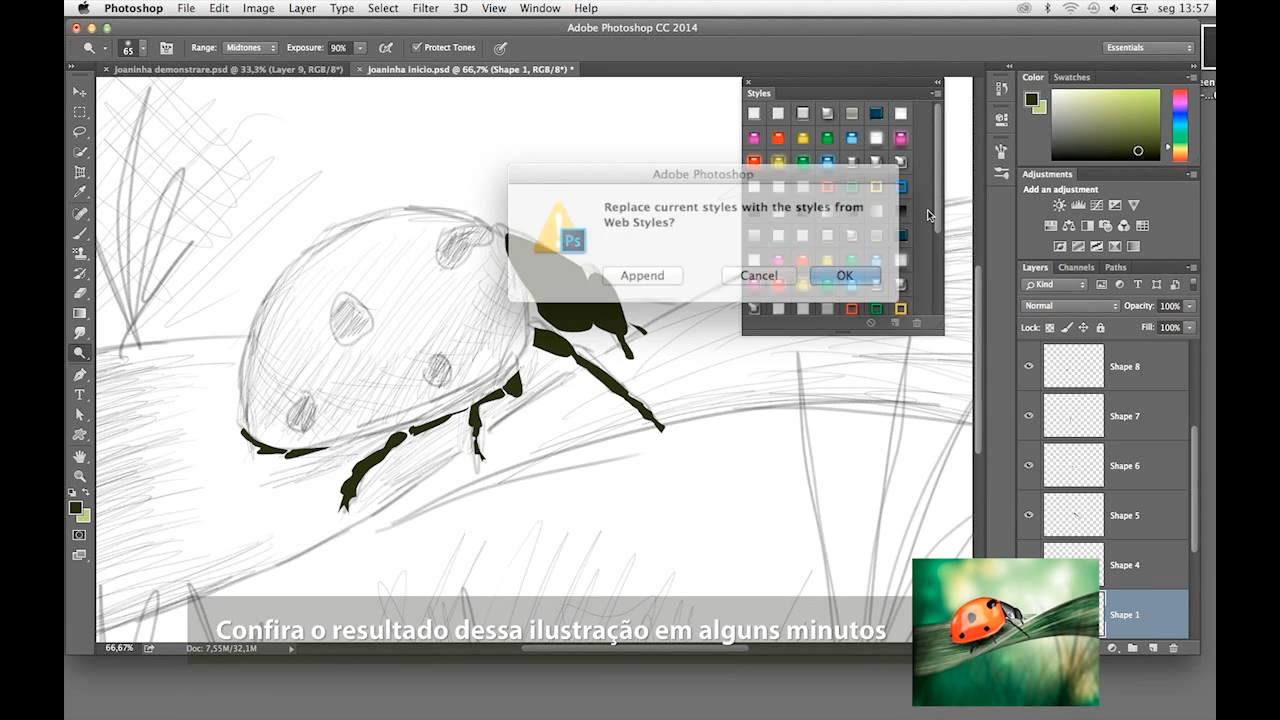 Photoshop File Edit Image Layer Type Select Filter 3D View Window Help seg 13:57
Adobe Photoshop CC 2014
65 Range: Midtones Exposure: 90% Protect Tones Essentials
joaninha demonstrare.psd @ 33,3% (Layer 9, RGB/8*) joaninha inicio.psd @ 66,7% (Shape 1, RGB/8*) *
Color Swatches
Styles
Adobe Photoshop
Replace current styles with the styles from
Web Styles?
Ps
Append Cancel OK
Adjustments
Add an adjustment
Layers Channels Paths
Kind
Normal Opacity: 100%
Lock: Fill: 100%
Shape 8
Shape 7
Shape 6
Shape 5
Shape 4
Shape 1
Confira o resultado dessa ilustração em alguns minutos
66,67% Doc: 7,55M/32,1M